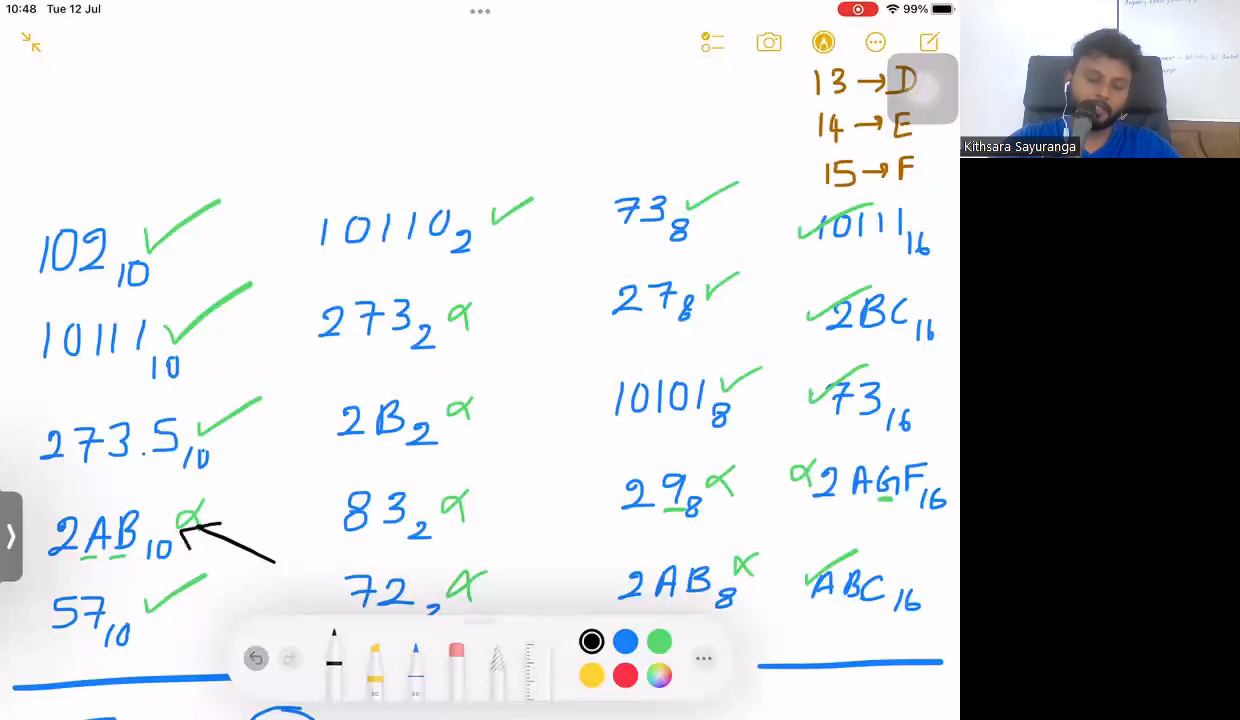 10:48 Tue 12 Jul
99%
13 → D
14 → E
15 → F
Kithsara Sayuranga
102₁₀
10111₁₀
273.5₁₀
2AB₁₀
57₁₀
10110₂
273₂
2B₂
83₂
72₂
73₈
27₈
10101₈
29₈
2AB₈
10111₁₆
2BC₁₆
73₁₆
2AGF₁₆
ABC₁₆